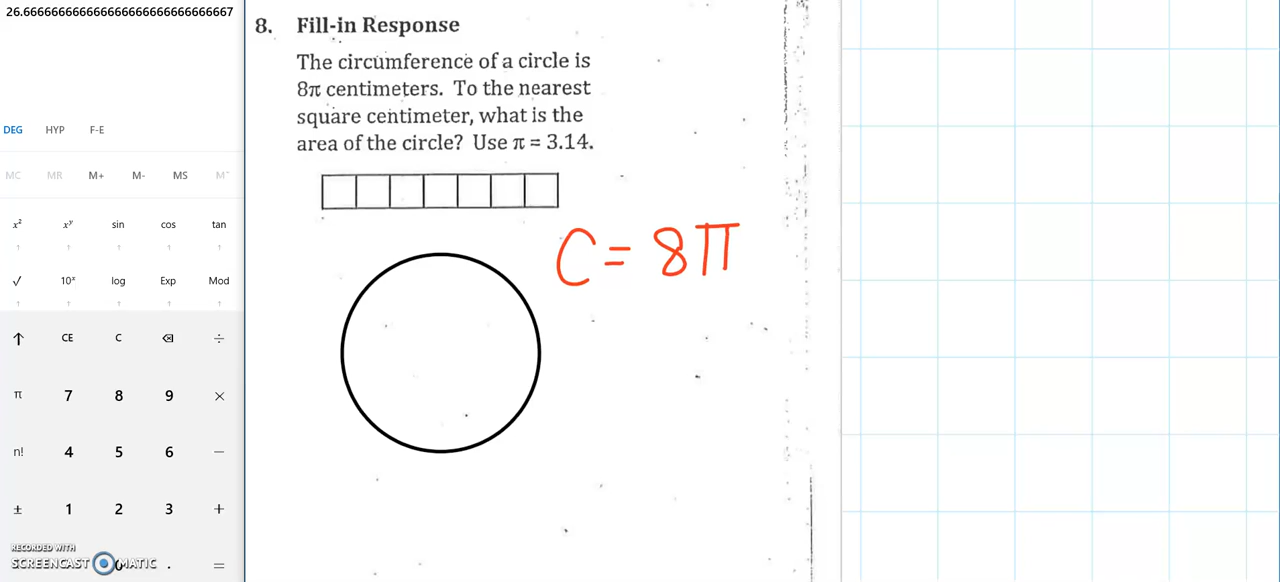 26.666666666666666666666666666667
8. Fill-in Response
The circumference of a circle is
8π centimeters. To the nearest
square centimeter, what is the
area of the circle? Use π = 3.14.
C = 8π
DEG HYP F-E
MC MR M+ M- MS M˅
x² xʸ sin cos tan
√ 10ˣ log Exp Mod
↑ CE C ⌫ ÷
π 7 8 9 ×
n! 4 5 6 −
± 1 2 3 +
0 . =
RECORDED WITH
SCREENCAST MATIC